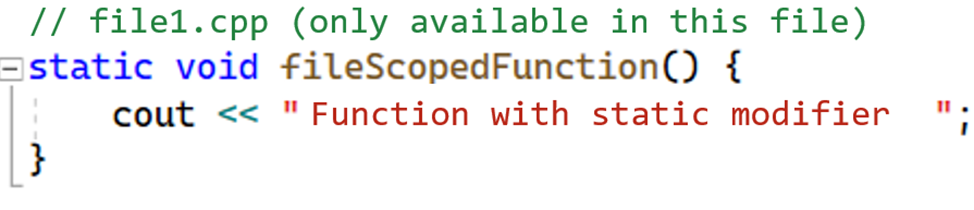 // file1.cpp (only available in this file)
static void fileScopedFunction() {
cout << " Function with static modifier ";
}